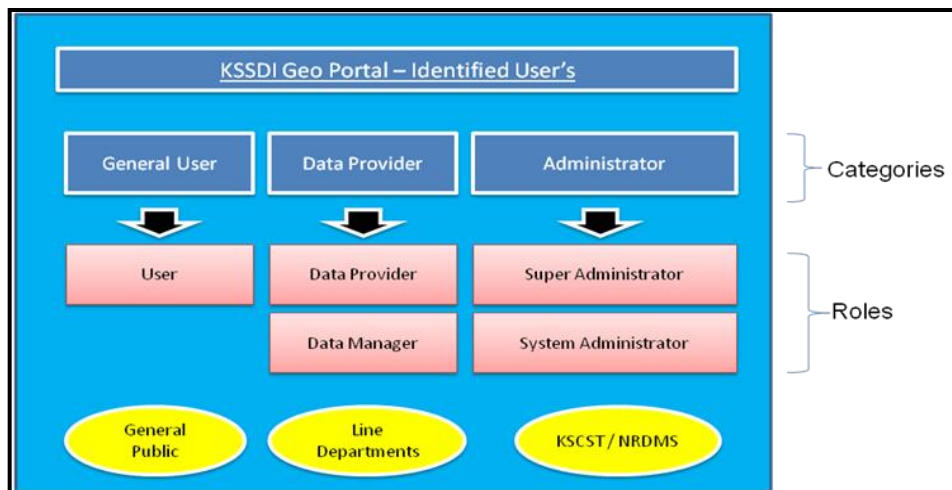 KSSDI Geo Portal – Identified User's
General User
Data Provider
Administrator
Categories
User
Data Provider
Super Administrator
Roles
Data Manager
System Administrator
General
Public
Line
Departments
KSCST / NRDMS